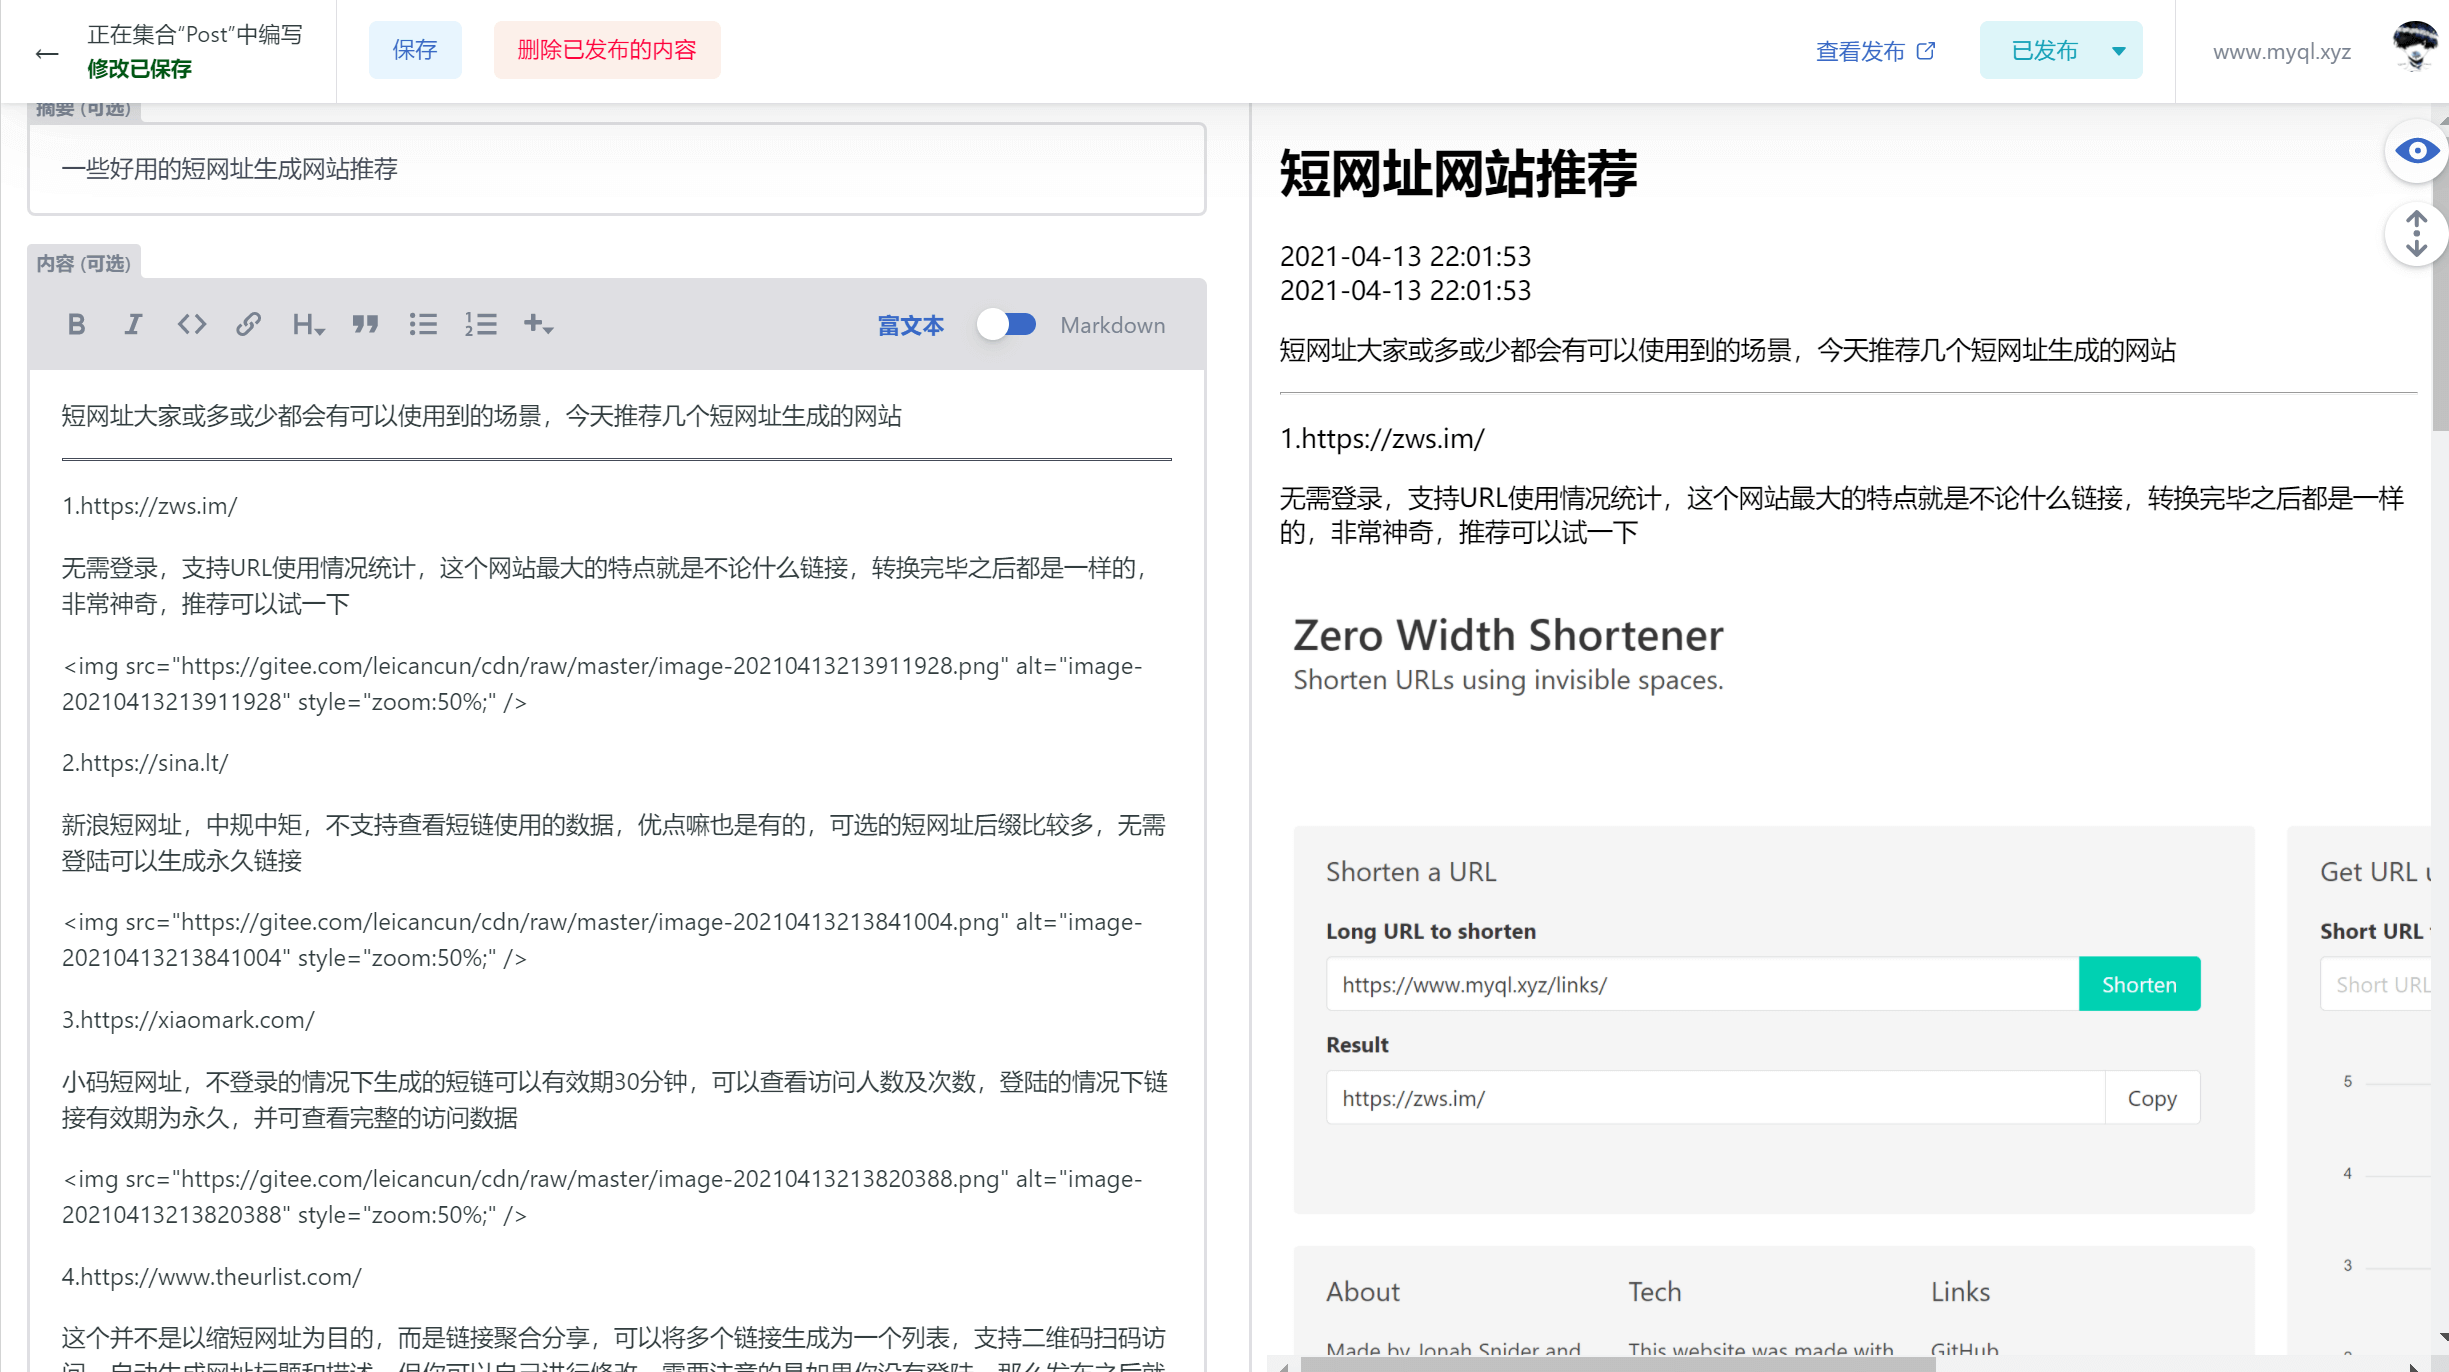 正在集合“Post”中编写
修改已保存
保存
删除已发布的内容
查看发布
已发布
www.myql.xyz
摘要 (可选)
一些好用的短网址生成网站推荐
内容 (可选)
B I <> H
富文本
Markdown
短网址大家或多或少都会有可以使用到的场景，今天推荐几个短网址生成的网站
1.https://zws.im/
无需登录，支持URL使用情况统计，这个网站最大的特点就是不论什么链接，转换完毕之后都是一样的，
非常神奇，推荐可以试一下
<img src="https://gitee.com/leicancun/cdn/raw/master/image-20210413213911928.png" alt="image-
20210413213911928" style="zoom:50%;" />
2.https://sina.lt/
新浪短网址，中规中矩，不支持查看短链使用的数据，优点嘛也是有的，可选的短网址后缀比较多，无需
登陆可以生成永久链接
<img src="https://gitee.com/leicancun/cdn/raw/master/image-20210413213841004.png" alt="image-
20210413213841004" style="zoom:50%;" />
3.https://xiaomark.com/
小码短网址，不登录的情况下生成的短链可以有效期30分钟，可以查看访问人数及次数，登陆的情况下链
接有效期为永久，并可查看完整的访问数据
<img src="https://gitee.com/leicancun/cdn/raw/master/image-20210413213820388.png" alt="image-
20210413213820388" style="zoom:50%;" />
4.https://www.theurlist.com/
这个并不是以缩短网址为目的，而是链接聚合分享，可以将多个链接生成为一个列表，支持二维码扫码访
短网址网站推荐
2021-04-13 22:01:53
2021-04-13 22:01:53
短网址大家或多或少都会有可以使用到的场景，今天推荐几个短网址生成的网站
1.https://zws.im/
无需登录，支持URL使用情况统计，这个网站最大的特点就是不论什么链接，转换完毕之后都是一样
的，非常神奇，推荐可以试一下
Zero Width Shortener
Shorten URLs using invisible spaces.
Shorten a URL
Long URL to shorten
https://www.myql.xyz/links/
Shorten
Result
https://zws.im/
Copy
Get URL
Short URL
Short URL
5
4
3
About
Tech
Links
Made by Jonah Snider and
This website was made with
GitHub